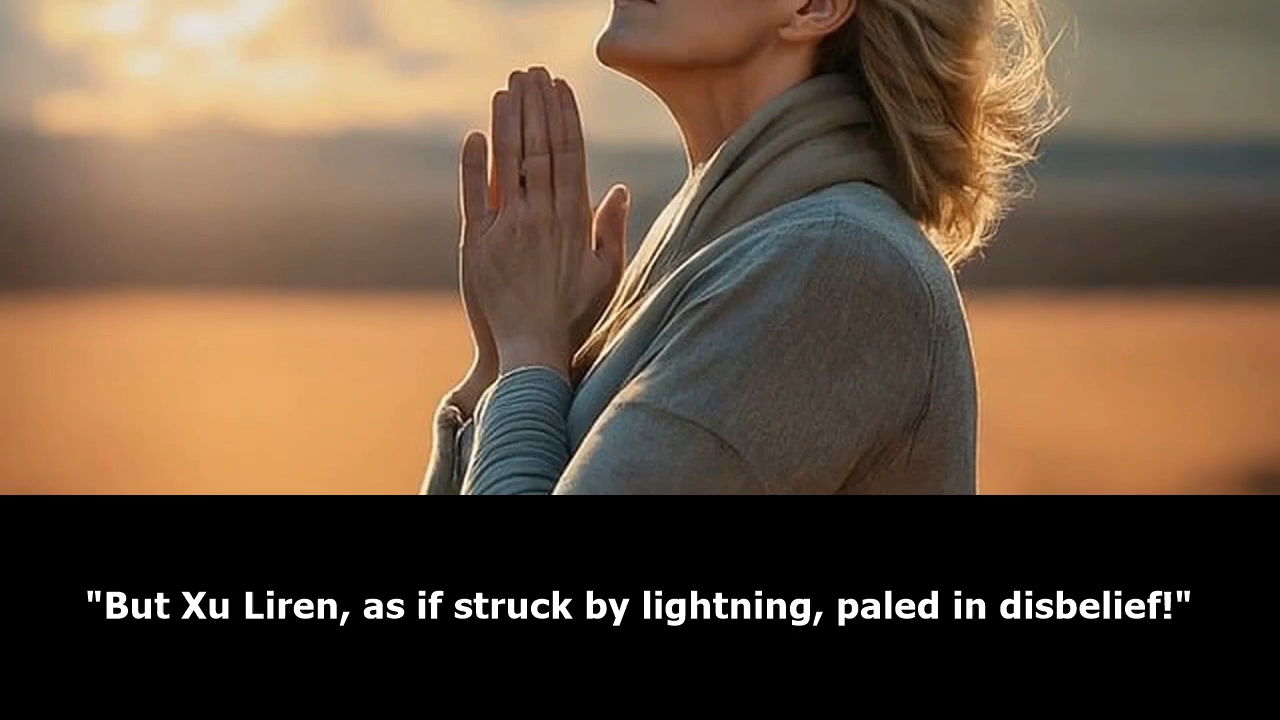 "But Xu Liren, as if struck by lightning, paled in disbelief!"